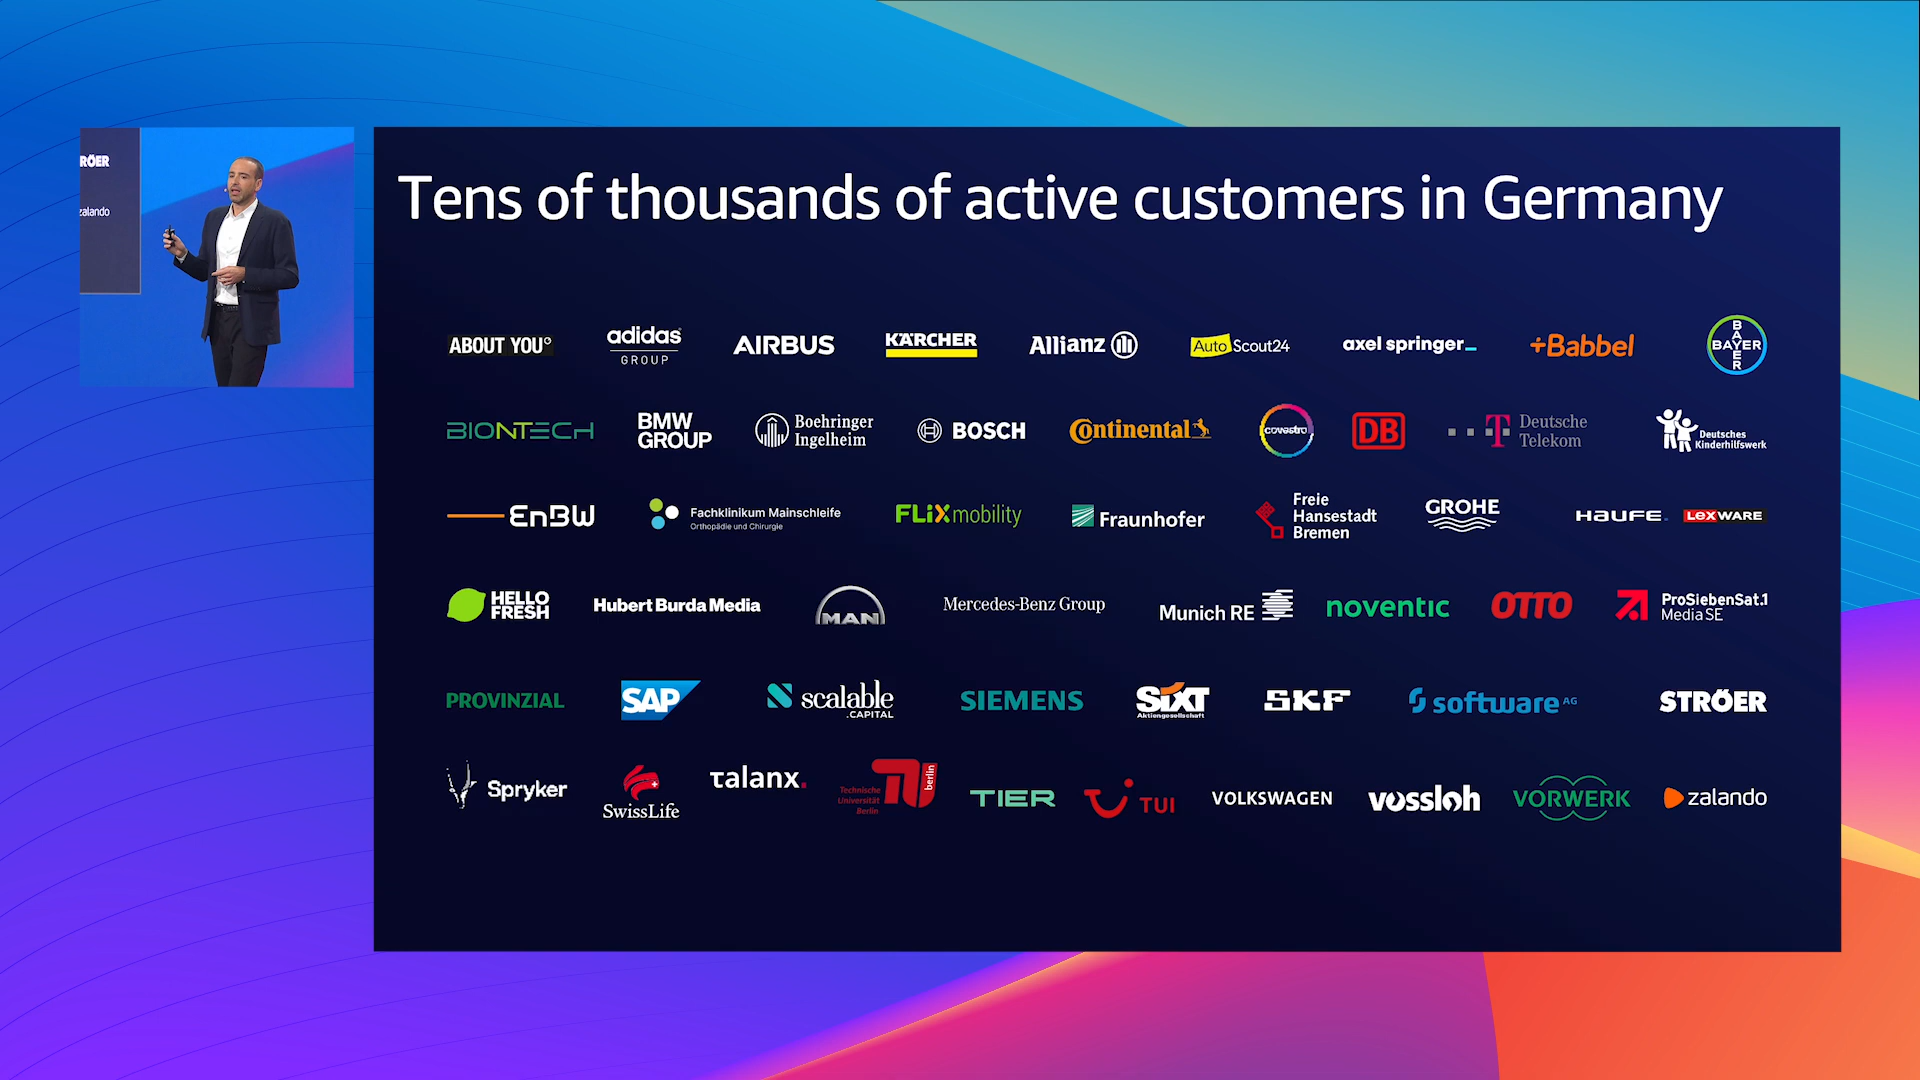 RÖER
zalando
Tens of thousands of active customers in Germany
ABOUT YOU°
adidas
GROUP
AIRBUS
KÄRCHER
Allianz
AutoScout24
axel springer_
+Babbel
BAYER
BAYER
BIONTECH
BMW
GROUP
Boehringer
Ingelheim
BOSCH
Continental
covestro
DB
T
Deutsche
Telekom
Deutsches
Kinderhilfswerk
EnBW
Fachklinikum Mainschleife
Orthopädie und Chirurgie
FLiXmobility
Fraunhofer
Freie
Hansestadt
Bremen
GROHE
HAUFE.
LEXWARE
HELLO
FRESH
Hubert Burda Media
MAN
Mercedes-Benz Group
Munich RE
noventic
OTTO
ProSiebenSat.1
Media SE
PROVINZIAL
SAP
scalable
.CAPITAL
SIEMENS
SiXT
Aktiengesellschaft
SKF
software AG
STRÖER
Spryker
SwissLife
talanx.
Technische
Universität
Berlin
berlin
TIER
TUI
VOLKSWAGEN
vossloh
VORWERK
zalando